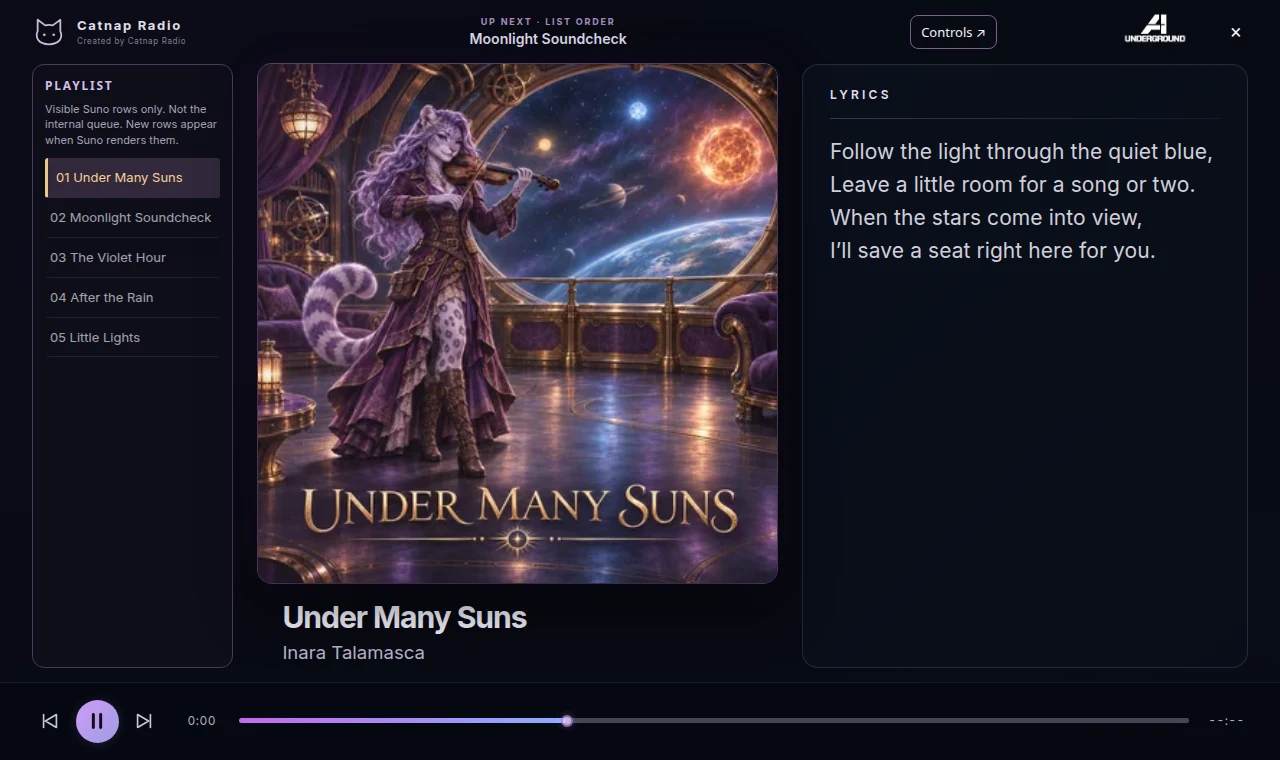 Catnap Radio
Created by Catnap Radio
UP NEXT · LIST ORDER
Moonlight Soundcheck
Controls ↗
AI
UNDERGROUND
×
PLAYLIST
Visible Suno rows only. Not the
internal queue. New rows appear
when Suno renders them.
01 Under Many Suns
02 Moonlight Soundcheck
03 The Violet Hour
04 After the Rain
05 Little Lights
UNDER MANY SUNS
Under Many Suns
Inara Talamasca
LYRICS
Follow the light through the quiet blue,
Leave a little room for a song or two.
When the stars come into view,
I’ll save a seat right here for you.
0:00
--:--